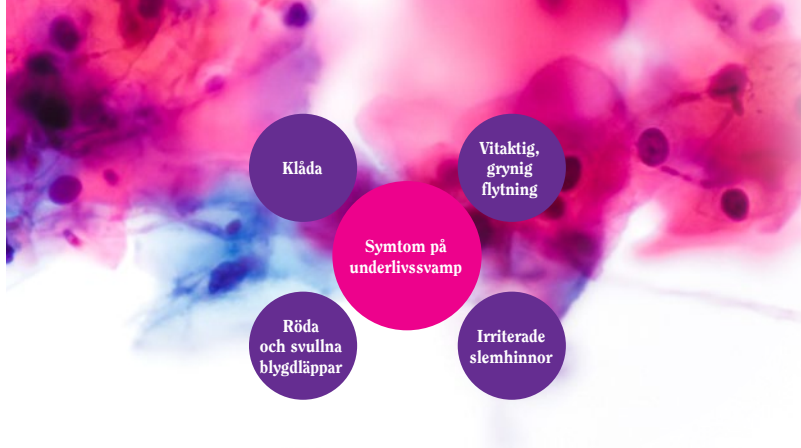 Klåda
Vitaktig,
grynig
flytning
Symtom på
underlivssvamp
Röda
och svullna
blygdläppar
Irriterade
slemhinnor